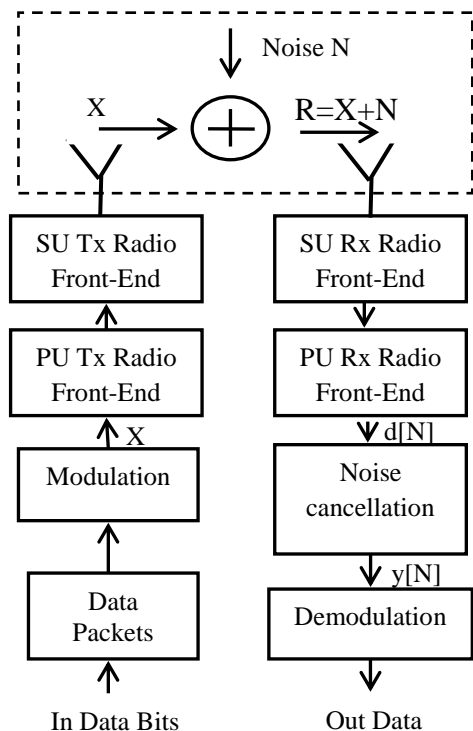 Noise N
X
R=X+N
SU Tx Radio
Front-End
SU Rx Radio
Front-End
PU Tx Radio
Front-End
PU Rx Radio
Front-End
X
d[N]
Modulation
Noise
cancellation
y[N]
Data
Packets
Demodulation
In Data Bits
Out Data